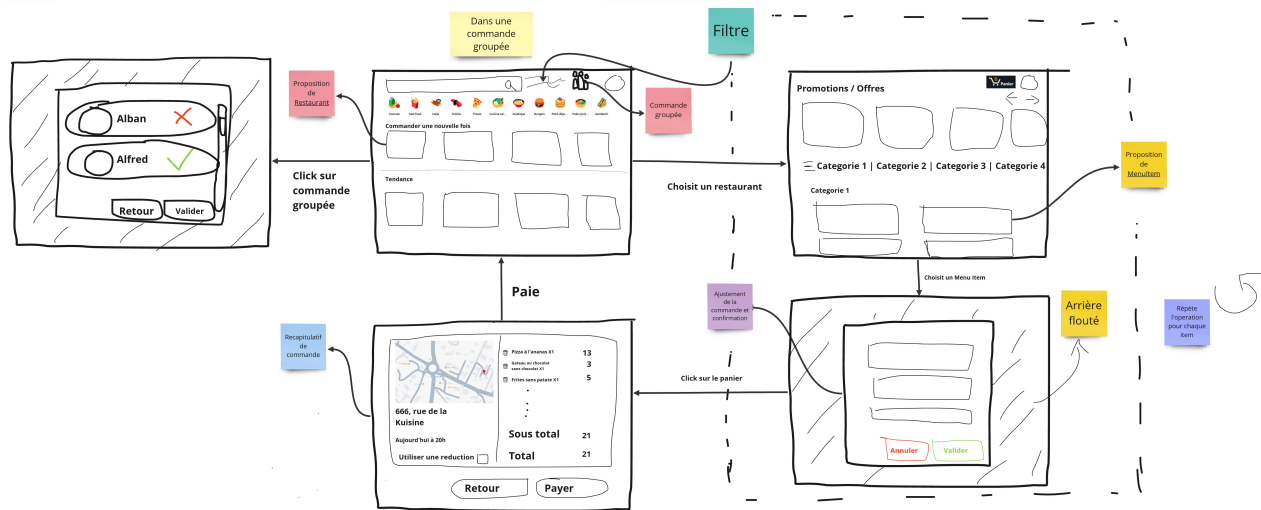 Dans une
commande
groupée
Filtre
Proposition
de
Restaurant
Commande
groupée
Alban
Alfred
Retour
Valider
Click sur
commande
groupée
Commander une nouvelle fois
Tendance
Choisit un restaurant
Panier
Promotions / Offres
Categorie 1 | Categorie 2 | Categorie 3 | Categorie 4
Categorie 1
Proposition
de
MenuItem
Choisit un Menu Item
Paie
Ajustement
de la
commande et
confirmation
Arrière
flouté
Répète
l'operation
pour chaque
item
Annuler
Valider
Click sur le panier
Recapitulatif
de
commande
Pizza à l'ananas X1 13
Gateau au chocolat
sans chocolat X1 3
Frites sans patate X1 5
666, rue de la
Kuisine
Aujourd'hui à 20h
Utiliser une reduction
Sous total 21
Total 21
Retour
Payer